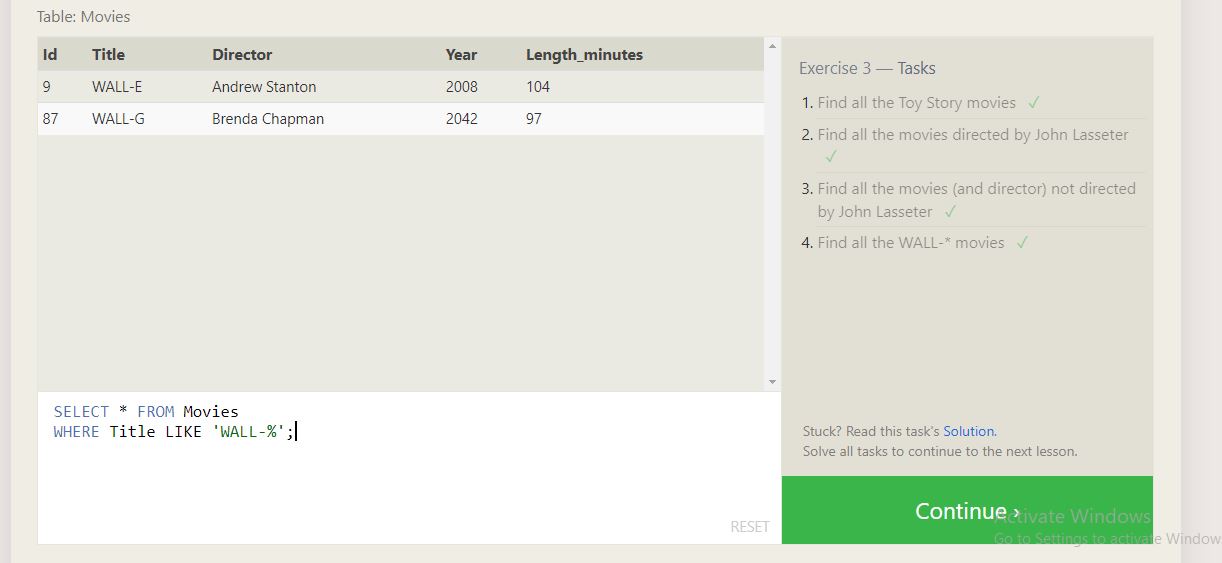 Table: Movies
Id Title Director Year Length_minutes
9 WALL-E Andrew Stanton 2008 104
87 WALL-G Brenda Chapman 2042 97
SELECT * FROM Movies
WHERE Title LIKE 'WALL-%';
RESET
Exercise 3 — Tasks
1. Find all the Toy Story movies ✓
2. Find all the movies directed by John Lasseter
✓
3. Find all the movies (and director) not directed
by John Lasseter ✓
4. Find all the WALL-* movies ✓
Stuck? Read this task's Solution.
Solve all tasks to continue to the next lesson.
Continue ›
Activate Windows
Go to Settings to activate Window